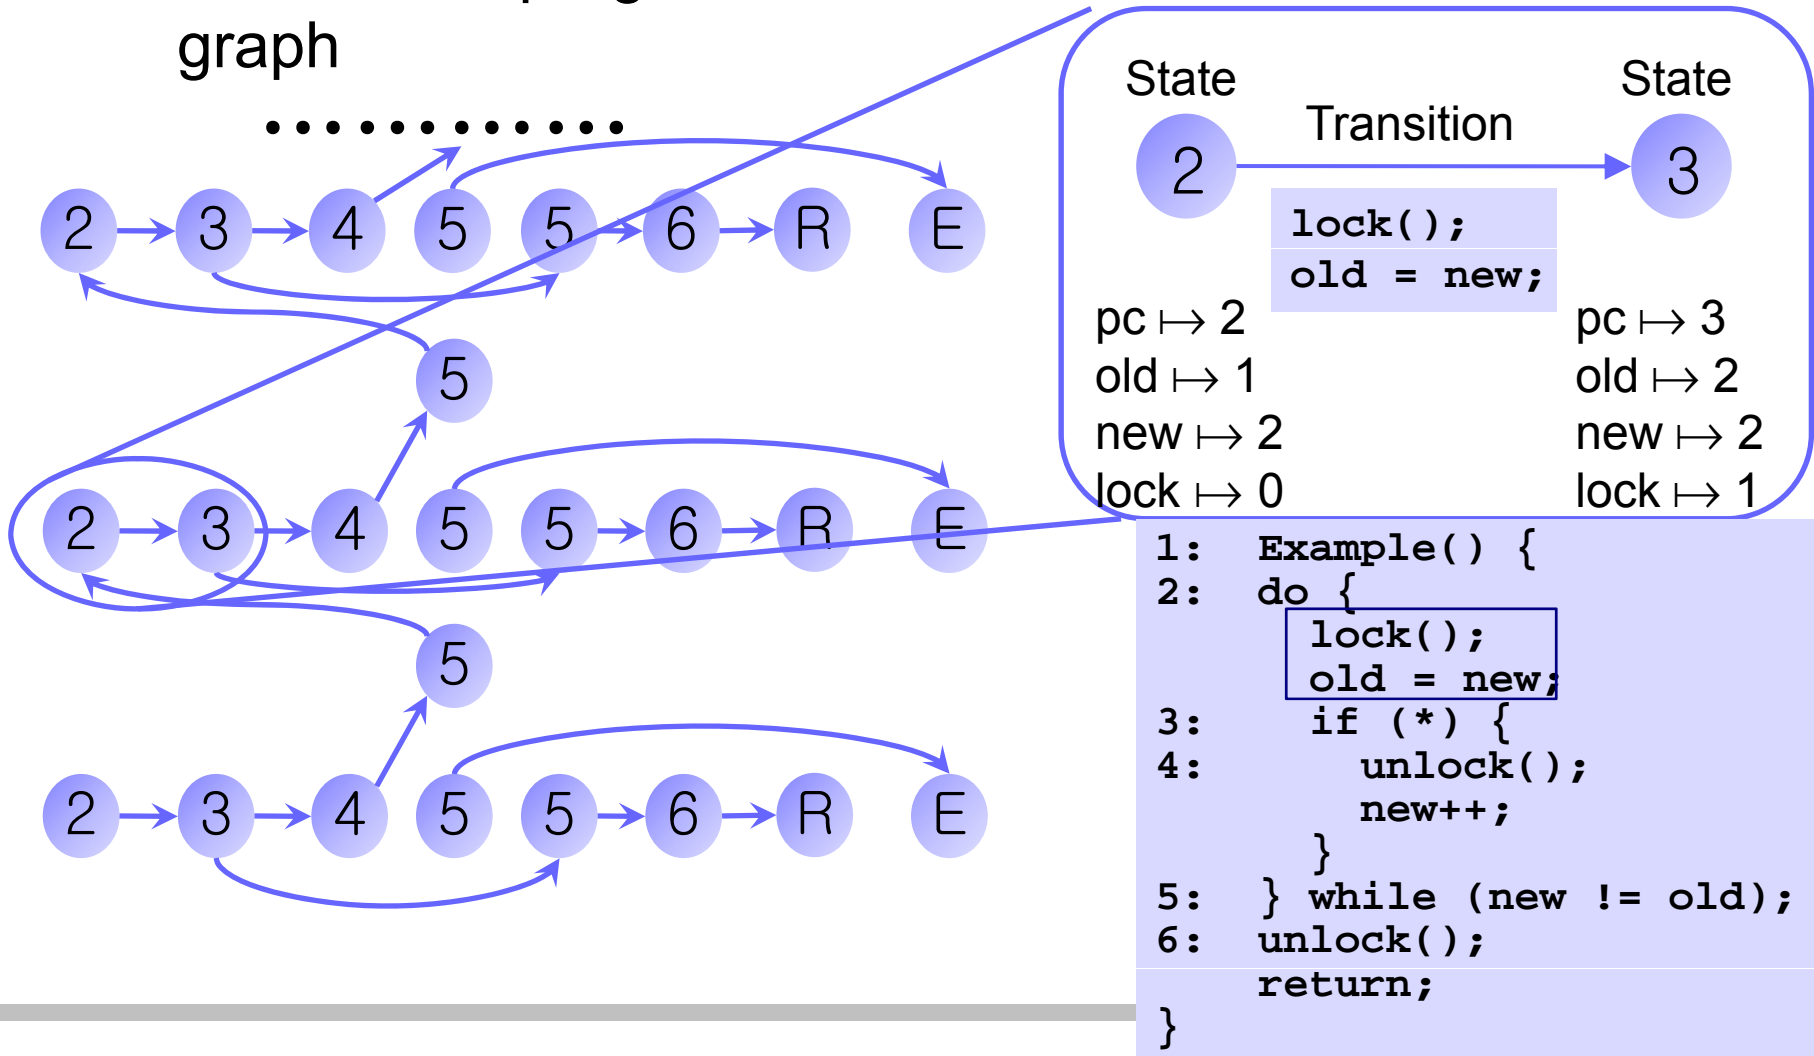 graph
............
2 3 4 5 5 6 R E
5
2 3 4 5 5 6 R E
5
2 3 4 5 5 6 R E
State State
Transition
2 3
lock();
old = new;
pc ↦ 2 pc ↦ 3
old ↦ 1 old ↦ 2
new ↦ 2 new ↦ 2
lock ↦ 0 lock ↦ 1
1: Example() {
2: do {
lock();
old = new;
3: if (*) {
4: unlock();
new++;
}
5: } while (new != old);
6: unlock();
return;
}